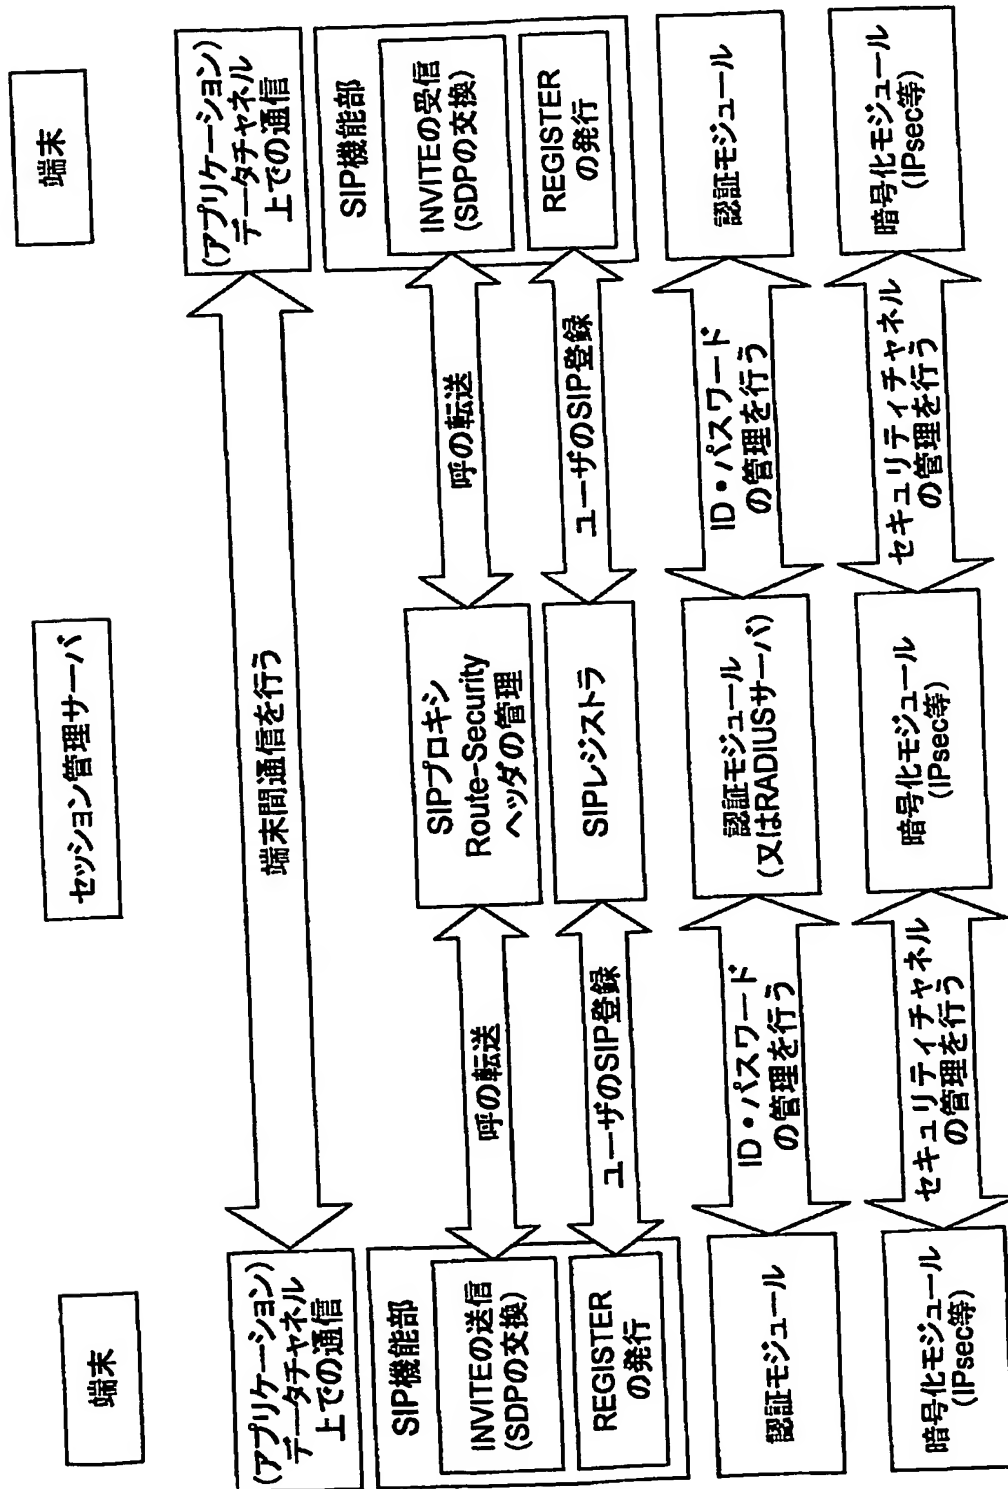 端末
セッション管理サーバ
端末
(アプリケーション)
データチャネル
上での通信
端末間通信を行う
(アプリケーション)
データチャネル
上での通信
SIP機能部
INVITEの送信
(SDPの交換)
呼の転送
SIPプロキシ
Route-Security
ヘッダの管理
呼の転送
SIP機能部
INVITEの受信
(SDPの交換)
REGISTER
の発行
ユーザのSIP登録
SIPレジストラ
ユーザのSIP登録
REGISTER
の発行
認証モジュール
ID・パスワード
の管理を行う
認証モジュール
(又はRADIUSサーバ)
ID・パスワード
の管理を行う
認証モジュール
暗号化モジュール
(IPsec等)
セキュリティチャネル
の管理を行う
暗号化モジュール
(IPsec等)
セキュリティチャネル
の管理を行う
暗号化モジュール
(IPsec等)